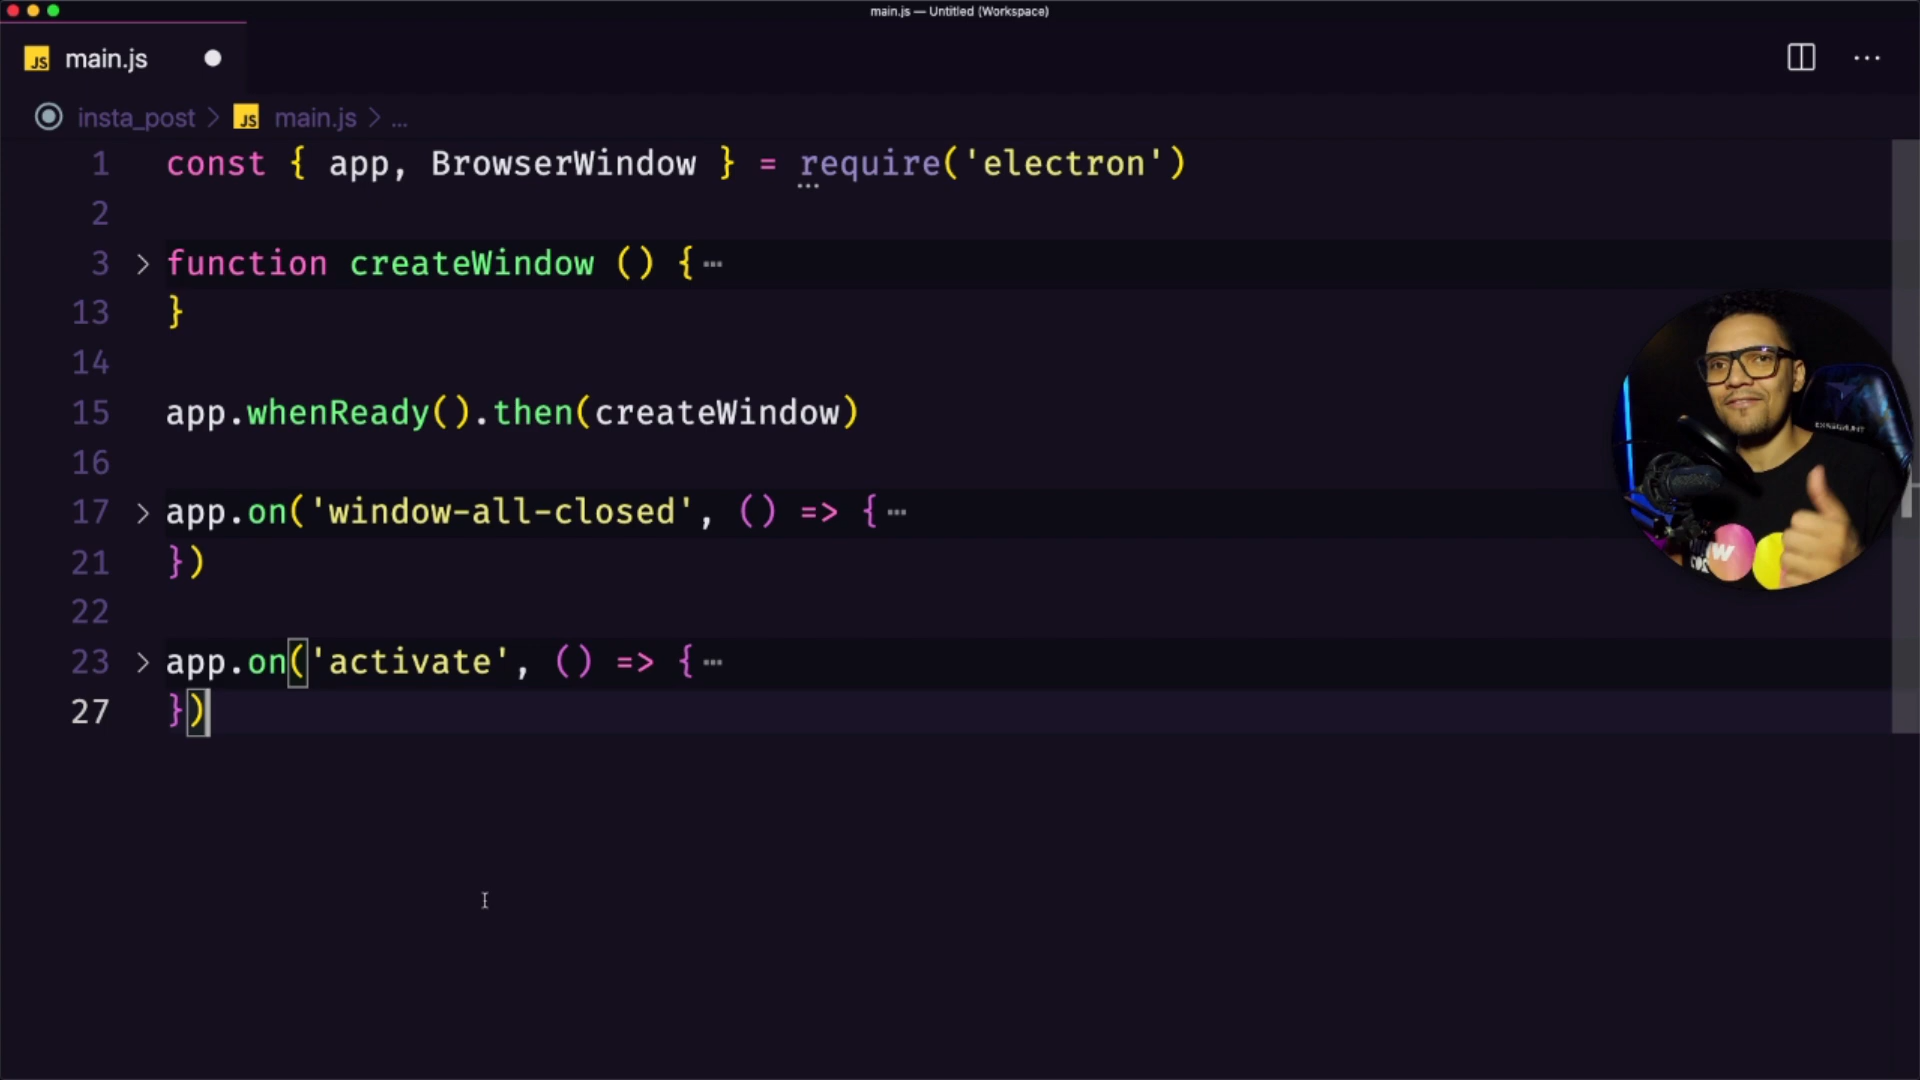 main.js — Untitled (Workspace)
JS main.js
insta_post > JS main.js > ...
1 const { app, BrowserWindow } = require('electron')
2
3 > function createWindow () { ···
13 }
14
15 app.whenReady().then(createWindow)
16
17 > app.on('window-all-closed', () => { ···
21 })
22
23 > app.on('activate', () => { ···
27 })